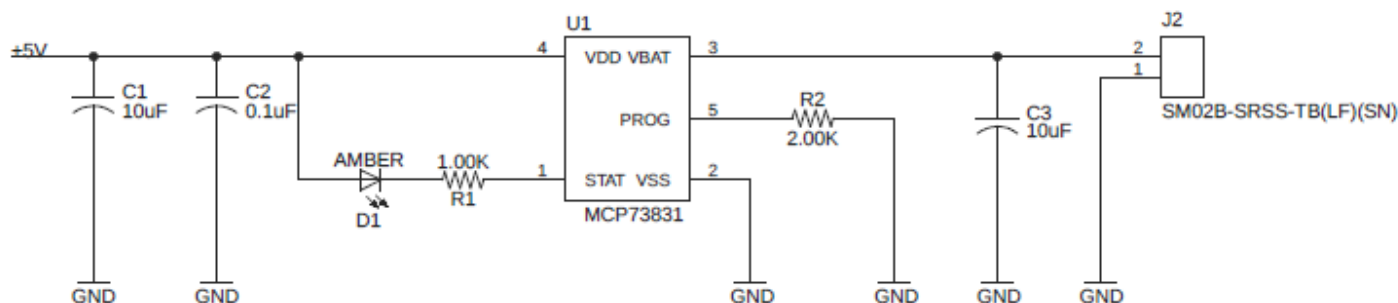 +5V
C1
10uF
C2
0.1uF
AMBER
D1
1.00K
R1
U1
4
VDD VBAT
3
PROG
5
1
STAT VSS
2
MCP73831
R2
2.00K
C3
10uF
J2
2
1
SM02B-SRSS-TB(LF)(SN)
GND
GND
GND
GND
GND
GND